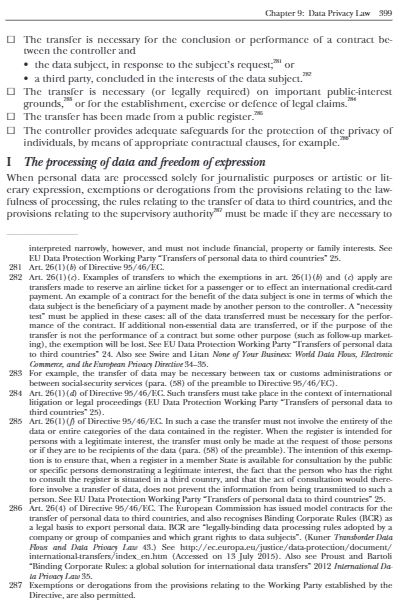 Chapter 9: Data Privacy Law 399
☐ The transfer is necessary for the conclusion or performance of a contract be-
tween the controller and
• the data subject, in response to the subject's request;281 or
• a third party, concluded in the interests of the data subject.282
☐ The transfer is necessary (or legally required) on important public-interest
grounds,283 or for the establishment, exercise or defence of legal claims.284
☐ The transfer has been made from a public register.285
☐ The controller provides adequate safeguards for the protection of the privacy of
individuals, by means of appropriate contractual clauses, for example.286
I The processing of data and freedom of expression
When personal data are processed solely for journalistic purposes or artistic or lit-
erary expression, exemptions or derogations from the provisions relating to the law-
fulness of processing, the rules relating to the transfer of data to third countries, and the
provisions relating to the supervisory authority287 must be made if they are necessary to
interpreted narrowly, however, and must not include financial, property or family interests. See
EU Data Protection Working Party "Transfers of personal data to third countries" 25.
281 Art. 26(1)(b) of Directive 95/46/EC.
282 Art. 26(1)(c). Examples of transfers to which the exemptions in art. 26(1)(b) and (c) apply are
transfers made to reserve an airline ticket for a passenger or to effect an international credit-card
payment. An example of a contract for the benefit of the data subject is one in terms of which the
data subject is the beneficiary of a payment made by another person to the controller. A "necessity
test" must be applied in these cases: all of the data transferred must be necessary for the perfor-
mance of the contract. If additional non-essential data are transferred, or if the purpose of the
transfer is not the performance of a contract but some other purpose (such as follow-up market-
ing), the exemption will be lost. See EU Data Protection Working Party "Transfers of personal data
to third countries" 24. Also see Swire and Litan None of Your Business: World Data Flows, Electronic
Commerce, and the European Privacy Directive 34–35.
283 For example, the transfer of data may be necessary between tax or customs administrations or
between social-security services (para. (58) of the preamble to Directive 95/46/EC).
284 Art. 26(1)(d) of Directive 95/46/EC. Such transfers must take place in the context of international
litigation or legal proceedings (EU Data Protection Working Party "Transfers of personal data to
third countries" 25).
285 Art. 26(1)(f) of Directive 95/46/EC. In such a case the transfer must not involve the entirety of the
data or entire categories of the data contained in the register. When the register is intended for
persons with a legitimate interest, the transfer must only be made at the request of those persons
or if they are to be recipients of the data (para. (58) of the preamble). The intention of this exemp-
tion is to ensure that, when a register in a member State is available for consultation by the public
or specific persons demonstrating a legitimate interest, the fact that the person who has the right
to consult the register is situated in a third country, and that the act of consultation would there-
fore involve a transfer of data, does not prevent the information from being transmitted to such a
person. See EU Data Protection Working Party "Transfers of personal data to third countries" 25.
286 Art. 26(4) of Directive 95/46/EC. The European Commission has issued model contracts for the
transfer of personal data to third countries, and also recognises Binding Corporate Rules (BCR) as
a legal basis to export personal data. BCR are "legally-binding data processing rules adopted by a
company or group of companies and which grant rights to data subjects". (Kuner Transborder Data
Flows and Data Privacy Law 43.) See http://ec.europa.eu/justice/data-protection/document/
international-transfers/index_en.htm (Accessed on 13 July 2015). Also see Proust and Bartoli
"Binding Corporate Rules: a global solution for international data transfers" 2012 International Da-
ta Privacy Law 35.
287 Exemptions or derogations from the provisions relating to the Working Party established by the
Directive, are also permitted.